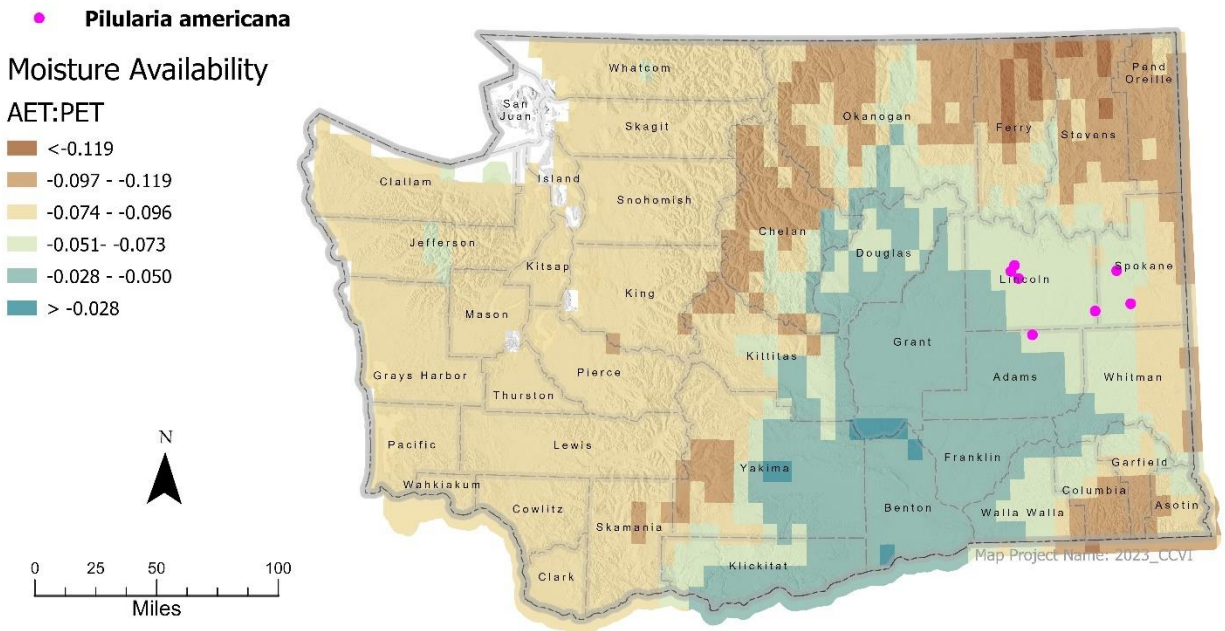 Pilularia americana
Moisture Availability
AET:PET
<-0.119
-0.097 - -0.119
-0.074 - -0.096
-0.051- -0.073
-0.028 - -0.050
> -0.028
N
0 25 50 100
Miles
Whatcom
San
Juan
Skagit
Island
Clallam
Snohomish
Jefferson
Kitsap
King
Mason
Grays Harbor
Pierce
Thurston
Pacific
Lewis
Wahkiakum
Cowlitz
Skamania
Clark
Okanogan
Ferry
Stevens
Pand
Oreille
Chelan
Douglas
Lincoln
Spokane
Kittitas
Grant
Adams
Whitman
Yakima
Franklin
Garfield
Columbia
Asotin
Benton
Walla Walla
Klickitat
Map Project Name: 2023_CCVI